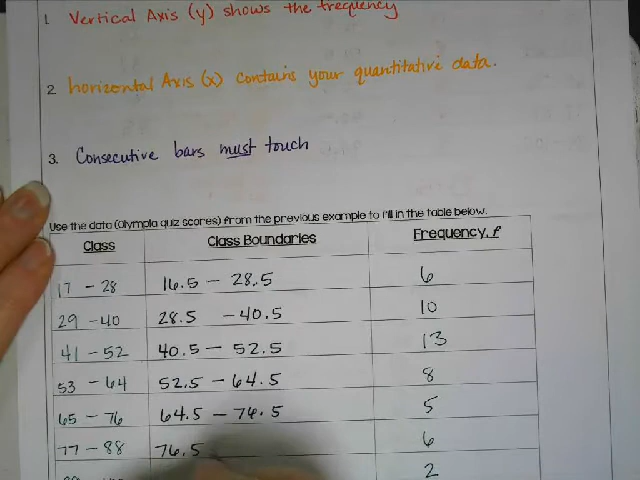 1. Vertical Axis (y) shows the frequency
2. horizontal Axis (x) contains your quantitative data.
3. Consecutive bars must touch
Use the data (Olympia quiz scores) from the previous example to fill in the table below.
Class Class Boundaries Frequency, f
17 - 28 16.5 - 28.5 6
29 - 40 28.5 - 40.5 10
41 - 52 40.5 - 52.5 13
53 - 64 52.5 - 64.5 8
65 - 76 64.5 - 76.5 5
77 - 88 76.5 6
2